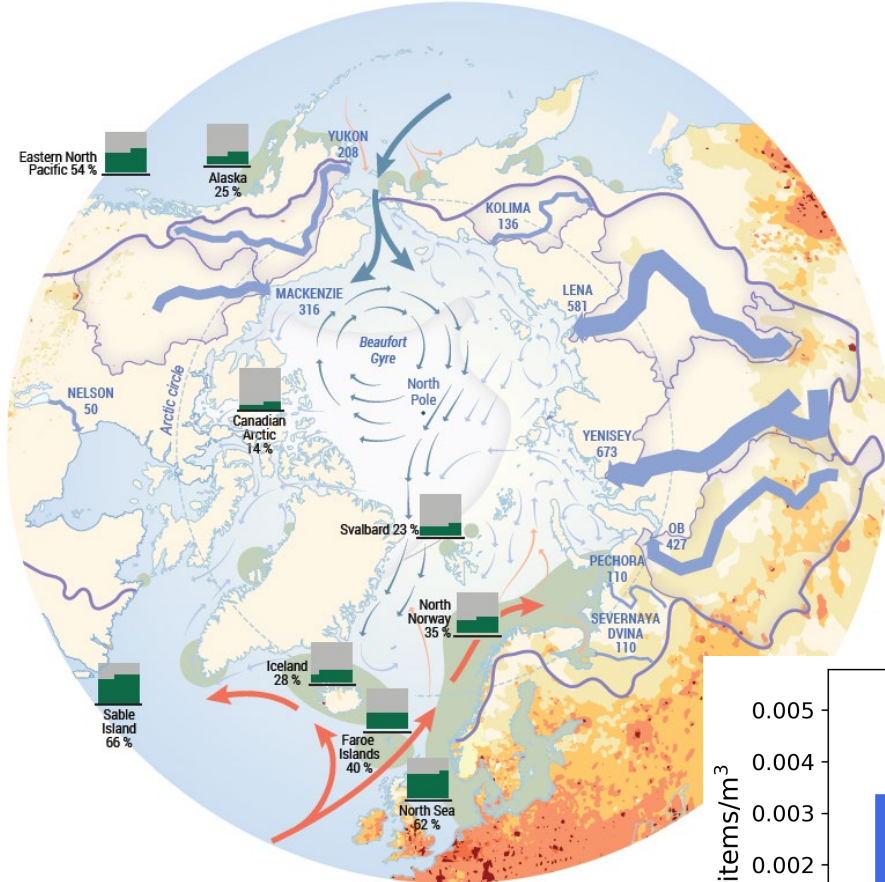 YUKON
208
Eastern North
Pacific 54 %
Alaska
25 %
KOLIMA
136
MACKENZIE
316
LENA
581
Beaufort
Gyre
North
Pole
Arctic circle
NELSON
50
Canadian
Arctic
14 %
YENISEY
673
Svalbard 23 %
OB
427
PECHORA
110
North
Norway
35 %
SEVERNAYA
DVINA
110
Iceland
28 %
Sable
Island
66 %
Faroe
Islands
40 %
North Sea
62 %
0.005
0.004
0.003
0.002
items/m³